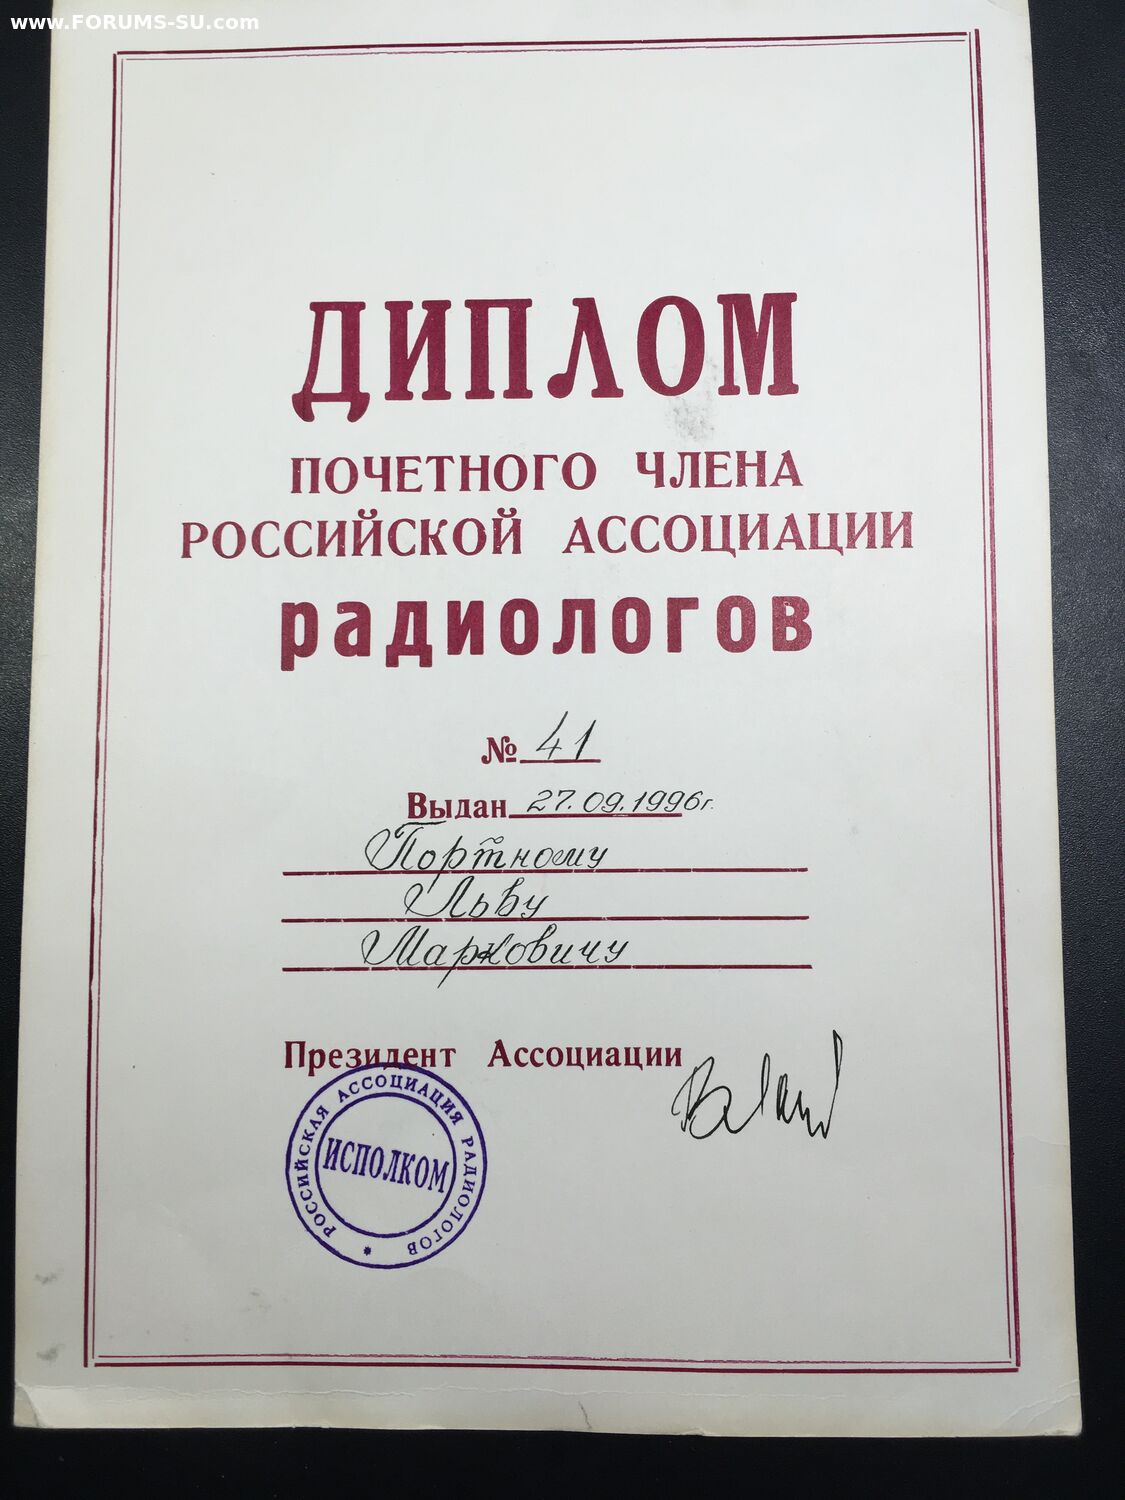 www.FORUMS-SU.com
ДИПЛОМ
ПОЧЕТНОГО ЧЛЕНА
РОССИЙСКОЙ АССОЦИАЦИИ
радиологов
№ 41
Выдан 27.09.1996г.
Портному
Льву
Марковичу
Президент Ассоциации
РОССИЙСКАЯ АССОЦИАЦИЯ РАДИОЛОГОВ *
ИСПОЛКОМ